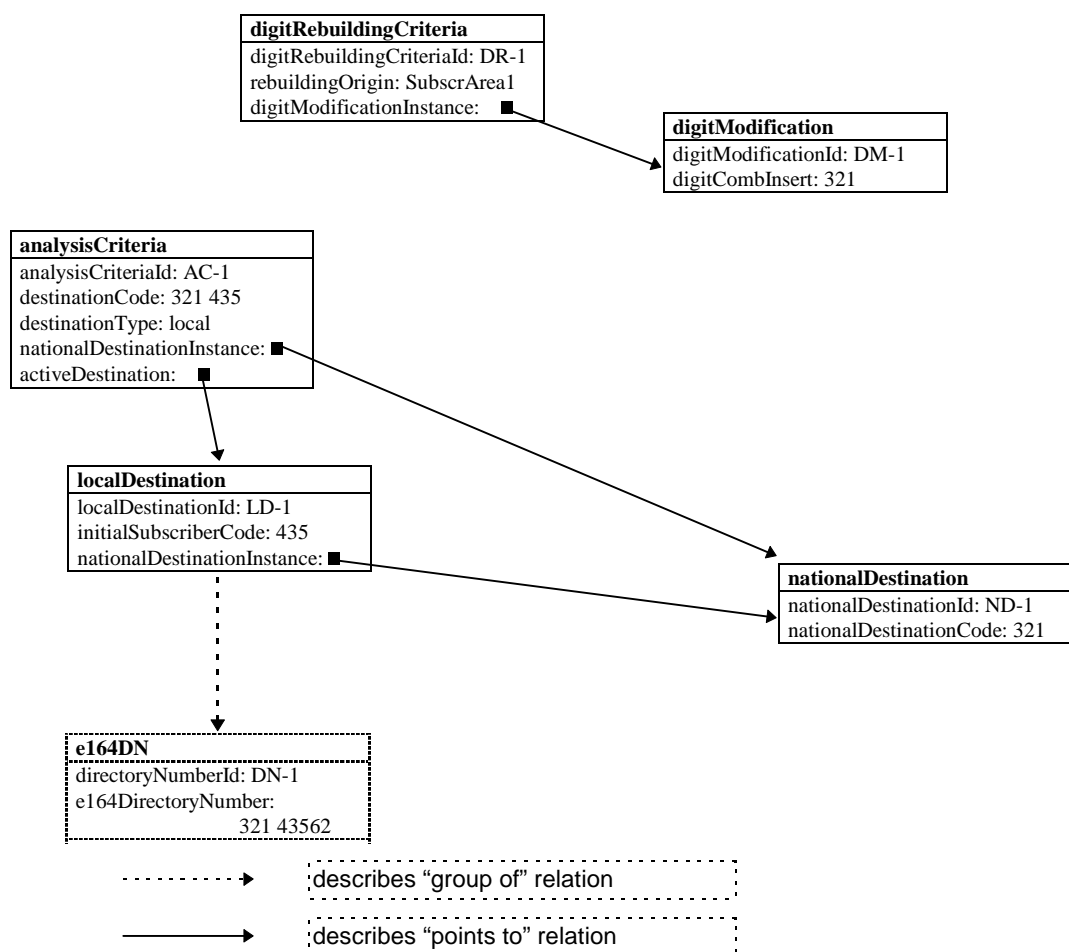 digitRebuildingCriteria
digitRebuildingCriteriaId: DR-1
rebuildingOrigin: SubscrArea1
digitModificationInstance:
digitModification
digitModificationId: DM-1
digitCombInsert: 321
analysisCriteria
analysisCriteriaId: AC-1
destinationCode: 321 435
destinationType: local
nationalDestinationInstance:
activeDestination:
localDestination
localDestinationId: LD-1
initialSubscriberCode: 435
nationalDestinationInstance:
nationalDestination
nationalDestinationId: ND-1
nationalDestinationCode: 321
e164DN
directoryNumberId: DN-1
e164DirectoryNumber:
321 43562
describes “group of” relation
describes “points to” relation